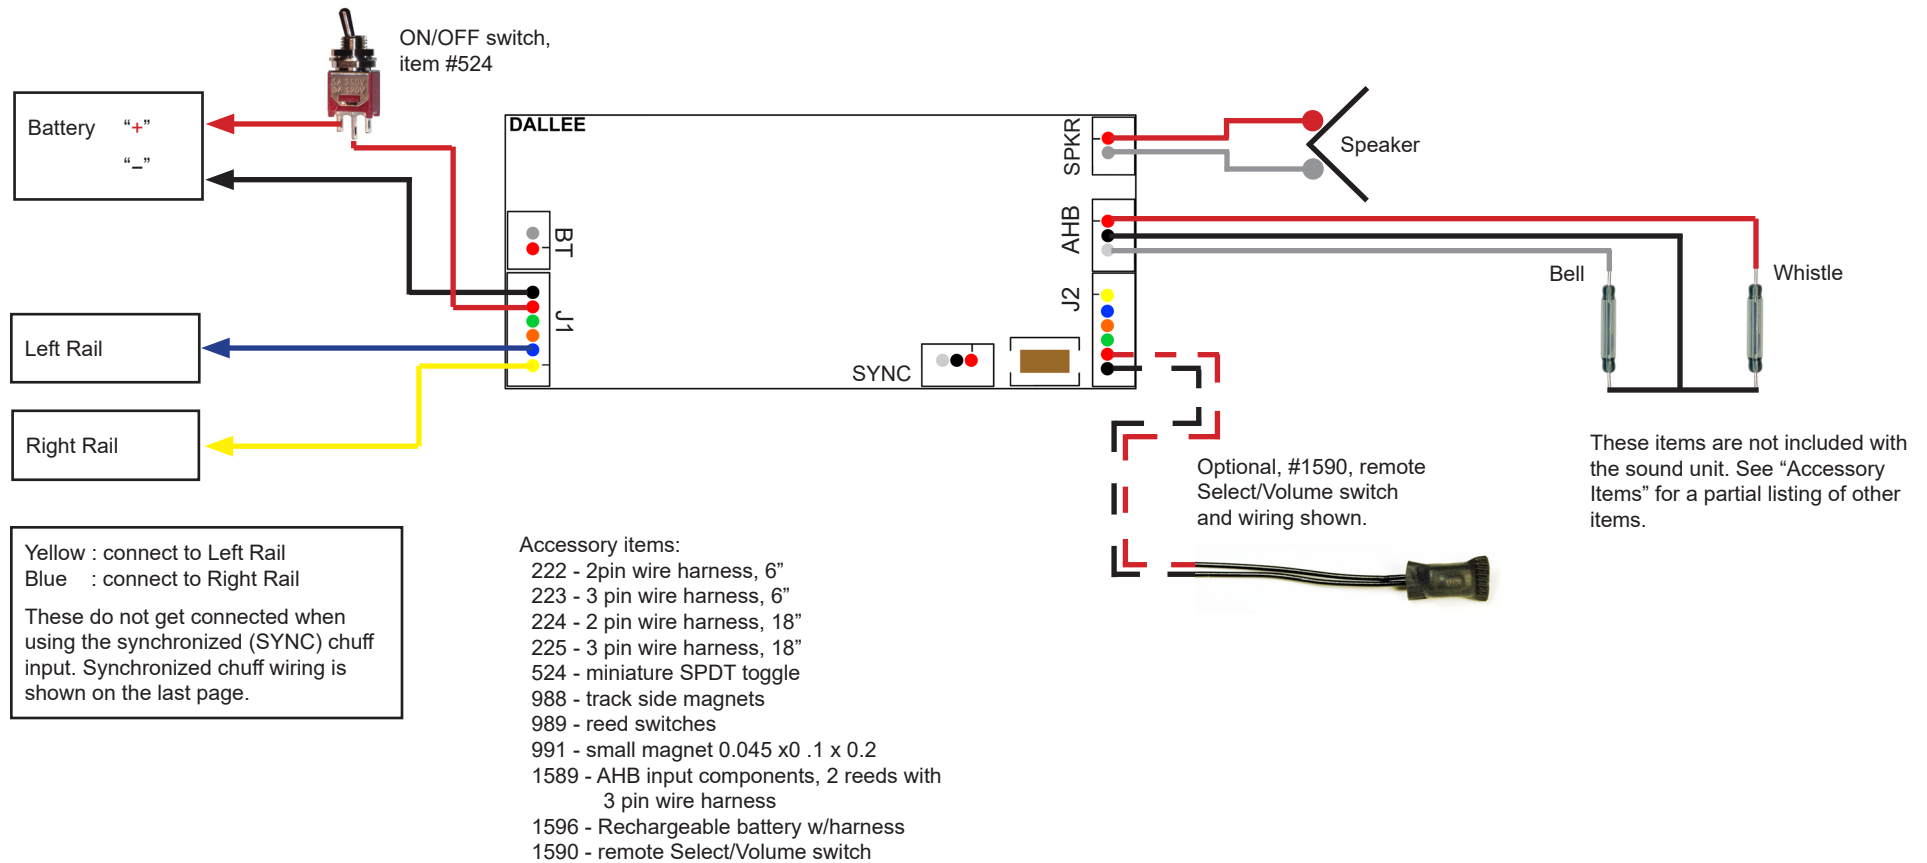 ON/OFF switch,
item #524
Battery “+”
“–”
DALLEE
SPKR
Speaker
AHB
BT
Bell
Whistle
J1
J2
Left Rail
SYNC
Right Rail
These items are not included with
the sound unit. See “Accessory
Items” for a partial listing of other
items.
Optional, #1590, remote
Select/Volume switch
and wiring shown.
Yellow : connect to Left Rail
Blue : connect to Right Rail
These do not get connected when
using the synchronized (SYNC) chuff
input. Synchronized chuff wiring is
shown on the last page.
Accessory items:
222 - 2pin wire harness, 6”
223 - 3 pin wire harness, 6”
224 - 2 pin wire harness, 18”
225 - 3 pin wire harness, 18”
524 - miniature SPDT toggle
988 - track side magnets
989 - reed switches
991 - small magnet 0.045 x0 .1 x 0.2
1589 - AHB input components, 2 reeds with
3 pin wire harness
1596 - Rechargeable battery w/harness
1590 - remote Select/Volume switch